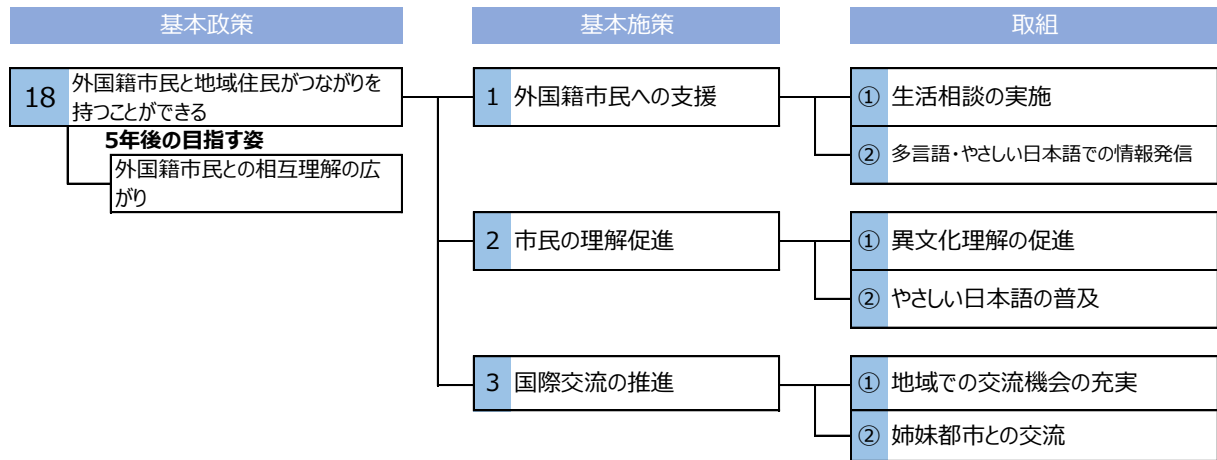 基本政策
基本施策
取組
18
外国籍市民と地域住民がつながりを
持つことができる
5年後の目指す姿
外国籍市民との相互理解の広
がり
1 外国籍市民への支援
① 生活相談の実施
② 多言語・やさしい日本語での情報発信
2 市民の理解促進
① 異文化理解の促進
② やさしい日本語の普及
3 国際交流の推進
① 地域での交流機会の充実
② 姉妹都市との交流